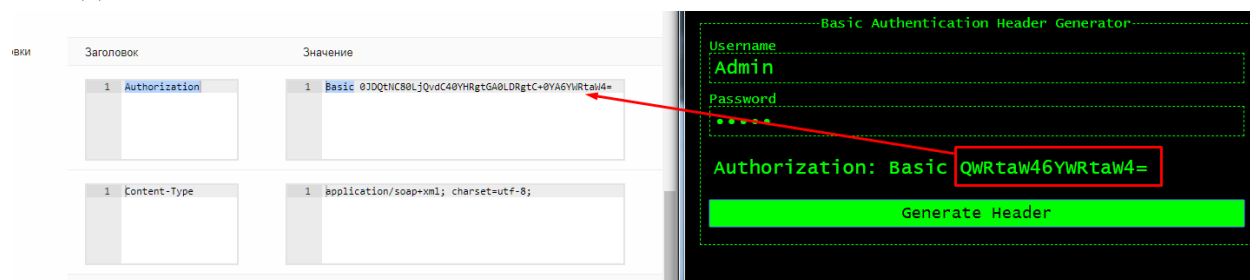 овки
Заголовок
Значение
1 Authorization
1 Basic 0JDQtNC80LjQvdC40YHRgtGA0LDRgtC+0YA6YWRtaW4=
1 Content-Type
1 application/soap+xml; charset=utf-8;
Basic Authentication Header Generator
Username
Admin
Password
•••••
Authorization: Basic QWRtaW46YWRtaW4=
Generate Header